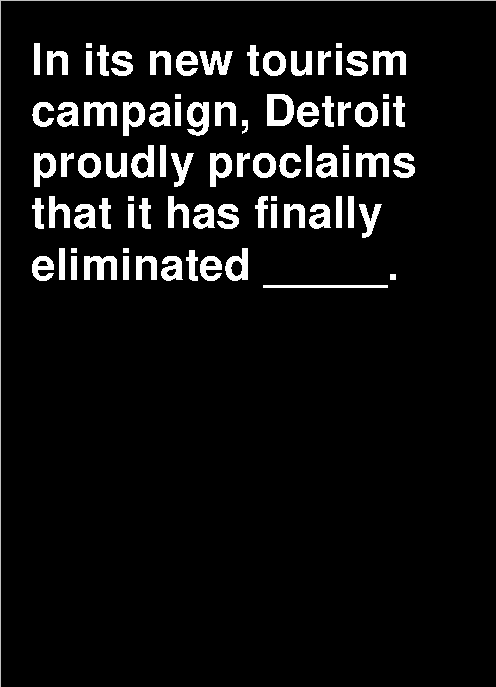 In its new tourism
campaign, Detroit
proudly proclaims
that it has finally
eliminated _____.